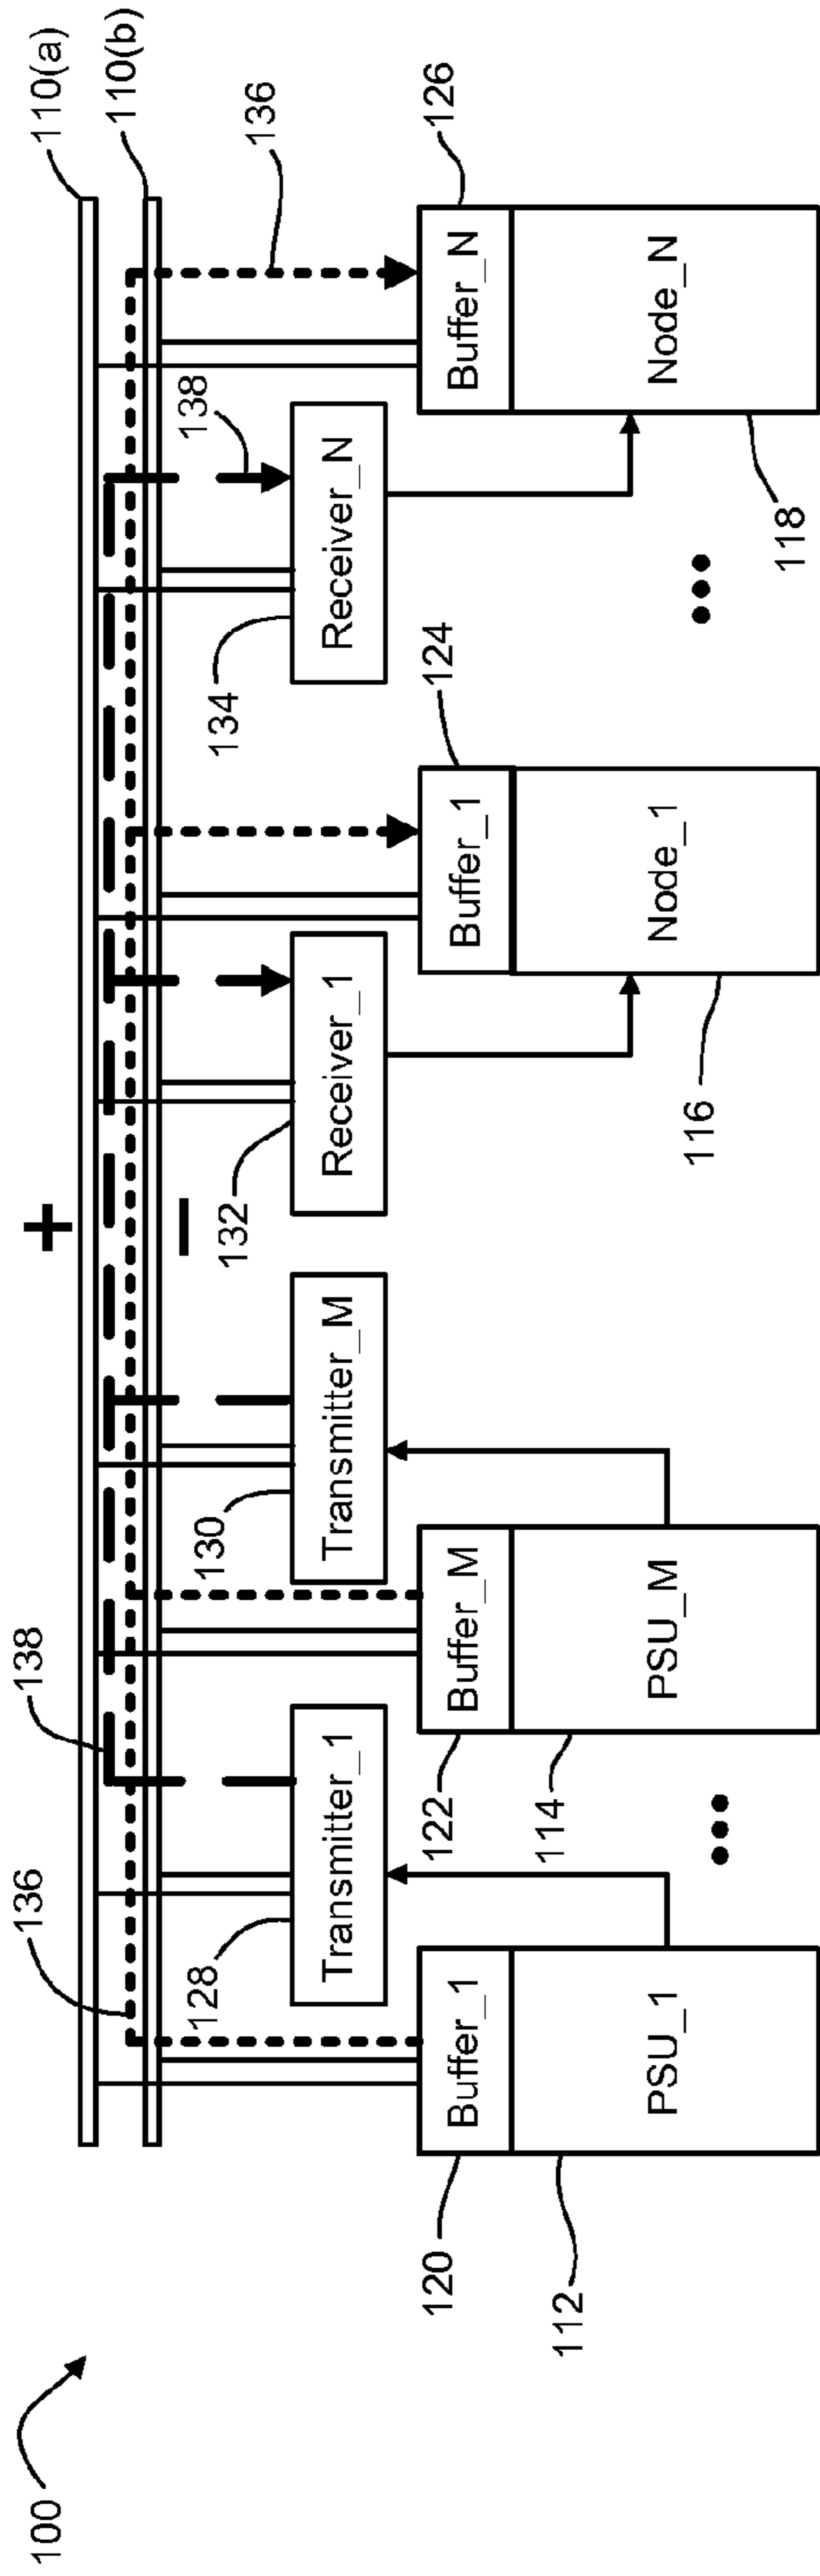 100
136
138
+
110(a)
110(b)
−
128
Transmitter_1
130
Transmitter_M
132
Receiver_1
134
Receiver_N
138
136
120
Buffer_1
122
Buffer_M
Buffer_1
124
Buffer_N
126
112
PSU_1
114
PSU_M
116
Node_1
Node_N
118